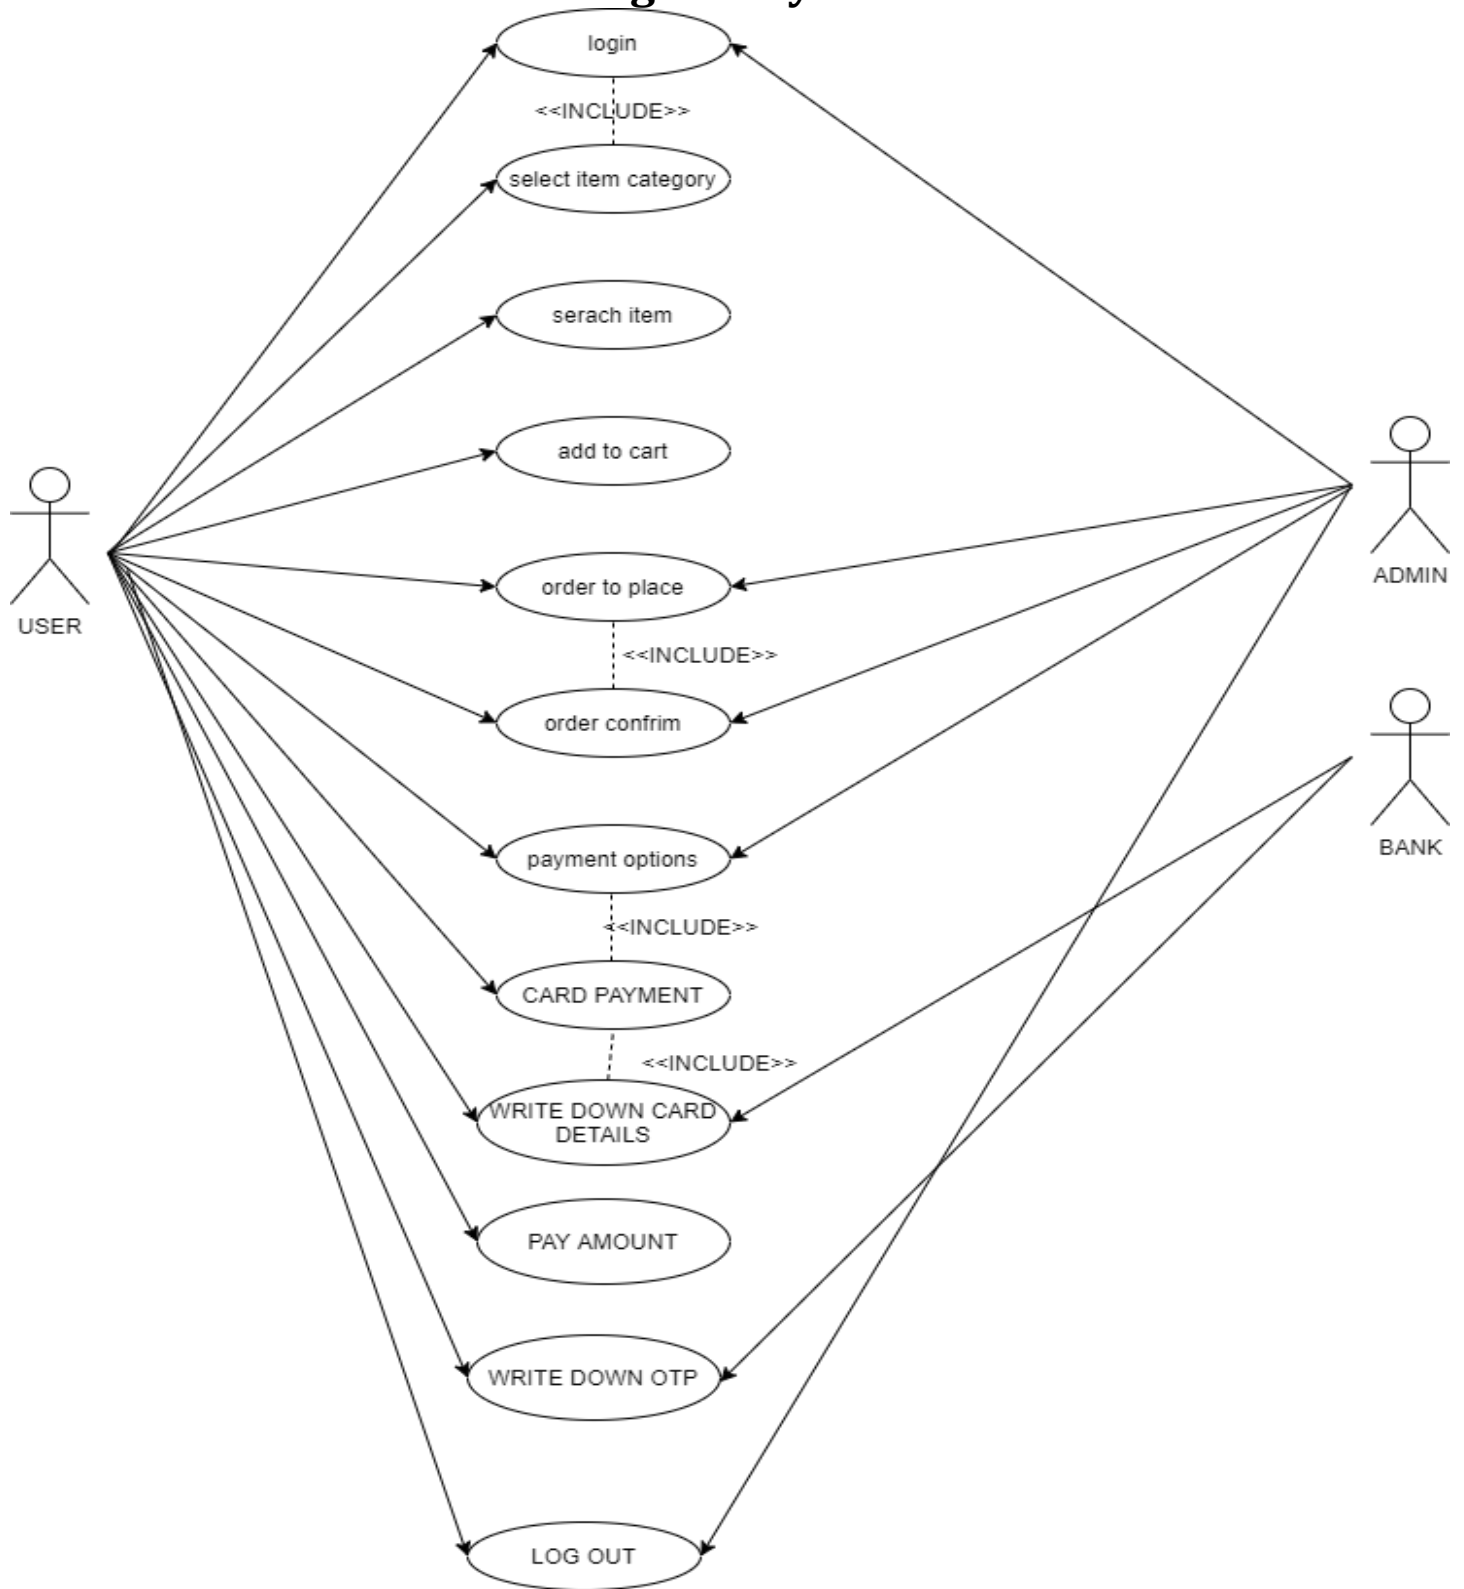 login
<<INCLUDE>>
select item category
serach item
add to cart
order to place
<<INCLUDE>>
order confrim
payment options
<<INCLUDE>>
CARD PAYMENT
<<INCLUDE>>
WRITE DOWN CARD
DETAILS
PAY AMOUNT
WRITE DOWN OTP
LOG OUT
USER
ADMIN
BANK